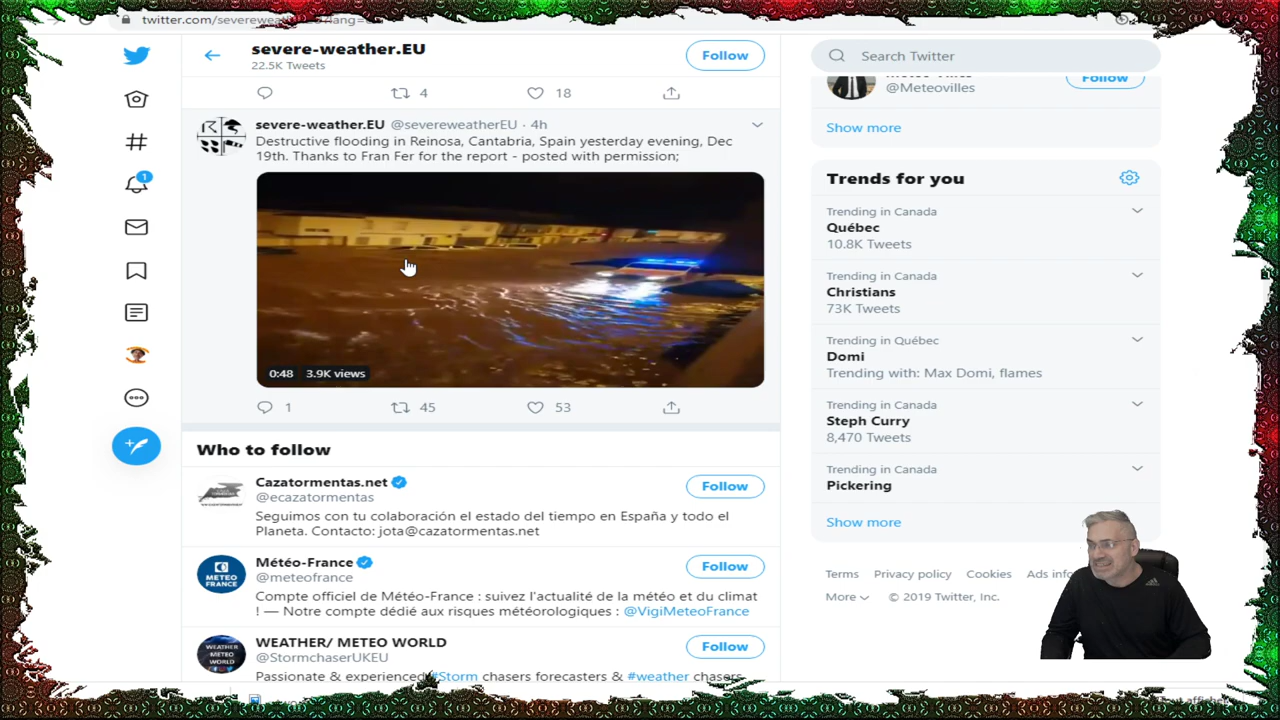 twitter.com/severeweather
severe-weather.EU
22.5K Tweets
Follow
Search Twitter
4
18
severe-weather.EU @severeweatherEU · 4h
Destructive flooding in Reinosa, Cantabria, Spain yesterday evening, Dec
19th. Thanks to Fran Fer for the report - posted with permission;
0:48 3.9K views
1
45
53
Who to follow
Cazatormentas.net
@ecazatormentas
Follow
Seguimos con tu colaboración el estado del tiempo en España y todo el
Planeta. Contacto: jota@cazatormentas.net
METEO
FRANCE
Météo-France
@meteofrance
Follow
Compte officiel de Météo-France : suivez l'actualité de la météo et du climat
! — Notre compte dédié aux risques météorologiques : @VigiMeteoFrance
WEATHER
METEO
WORLD
WEATHER/ METEO WORLD
@StormchaserUKEU
Follow
Passionate & experienced #Storm chasers forecasters & #weather chasers
1
@Meteovilles
Follow
Show more
Trends for you
Trending in Canada
Québec
10.8K Tweets
Trending in Canada
Christians
73K Tweets
Trending in Québec
Domi
Trending with: Max Domi, flames
Trending in Canada
Steph Curry
8,470 Tweets
Trending in Canada
Pickering
Show more
Terms Privacy policy Cookies Ads info
More © 2019 Twitter, Inc.